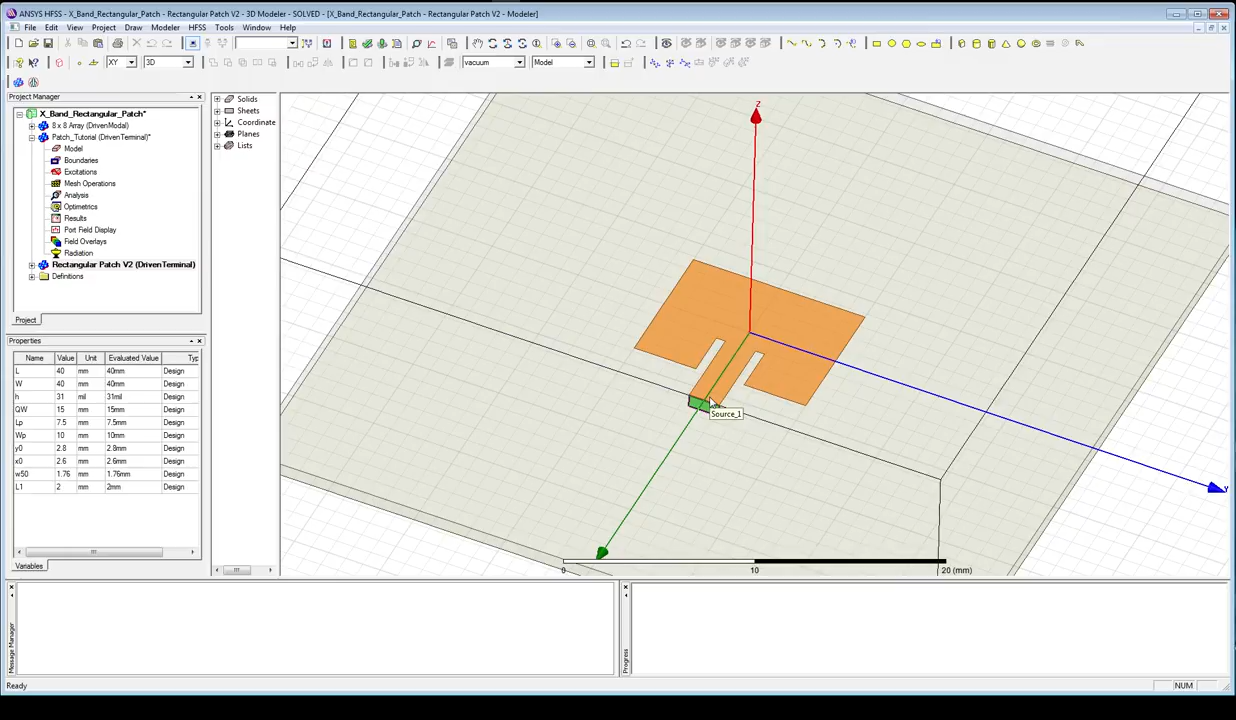 ANSYS HFSS - X_Band_Rectangular_Patch - Rectangular Patch V2 - 3D Modeler - SOLVED - [X_Band_Rectangular_Patch - Rectangular Patch V2 - Modeler]
File Edit View Project Draw Modeler HFSS Tools Window Help
XY 3D vacuum Model
Project Manager
X_Band_Rectangular_Patch*
8 x 8 Array (DrivenModal)
Patch_Tutorial (DrivenTerminal)*
Model
Boundaries
Excitations
Mesh Operations
Analysis
Optimetrics
Results
Port Field Display
Field Overlays
Radiation
Rectangular Patch V2 (DrivenTerminal)
Definitions
Project
Solids
Sheets
Coordinate
Planes
Lists
Properties
Name Value Unit Evaluated Value Typ
L 40 mm 40mm Design
W 40 mm 40mm Design
h 31 mil 31mil Design
QW 15 mm 15mm Design
Lp 7.5 mm 7.5mm Design
Wp 10 mm 10mm Design
y0 2.8 mm 2.8mm Design
x0 2.6 mm 2.6mm Design
w50 1.76 mm 1.76mm Design
L1 2 mm 2mm Design
Variables
Z
Source_1
Y
0 10 20 (mm)
Message Manager
Progress
Ready
NUM